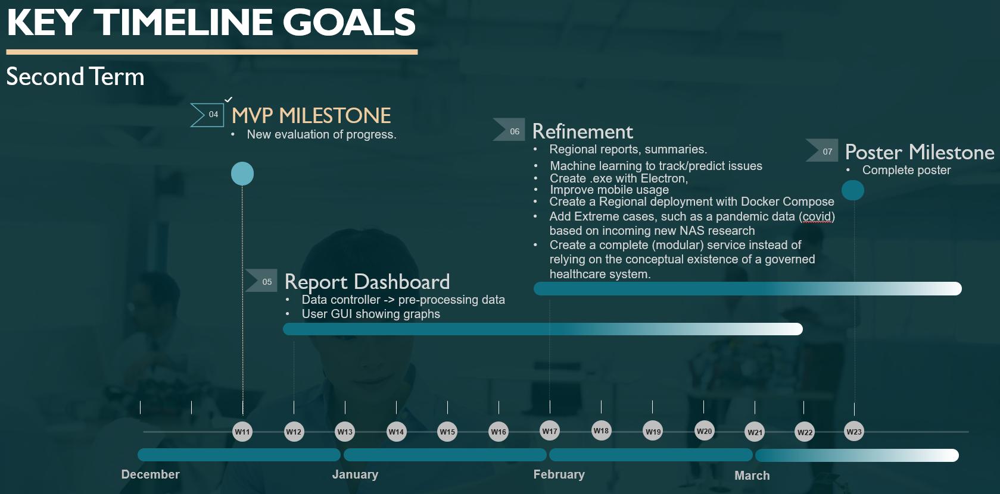 KEY TIMELINE GOALS
Second Term
04
MVP MILESTONE
• New evaluation of progress.
06
Refinement
• Regional reports, summaries.
• Machine learning to track/predict issues
• Create .exe with Electron,
• Improve mobile usage
• Create a Regional deployment with Docker Compose
• Add Extreme cases, such as a pandemic data (covid)
based on incoming new NAS research
• Create a complete (modular) service instead of
relying on the conceptual existence of a governed
healthcare system.
07
Poster Milestone
• Complete poster
05
Report Dashboard
• Data controller -> pre-processing data
• User GUI showing graphs
W11 W12 W13 W14 W15 W16 W17 W18 W19 W20 W21 W22 W23
December January February March